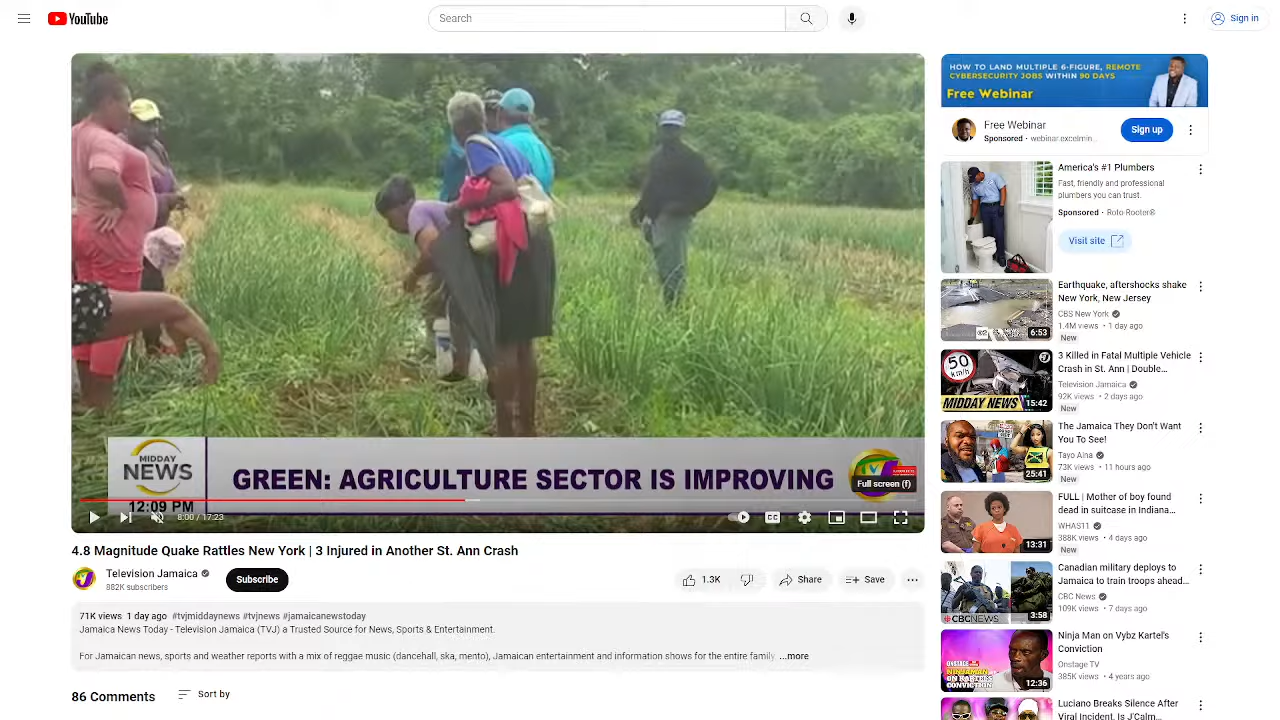 YouTube
Search
Sign in
MIDDAY
NEWS
12:09 PM
GREEN: AGRICULTURE SECTOR IS IMPROVING
Full screen (f)
8:00 / 17:23
CC
4.8 Magnitude Quake Rattles New York | 3 Injured in Another St. Ann Crash
Television Jamaica
882K subscribers
Subscribe
1.3K
Share
Save
71K views 1 day ago #tvjmiddaynews #tvjnews #jamaicanewstoday
Jamaica News Today - Television Jamaica (TVJ) a Trusted Source for News, Sports & Entertainment.
For Jamaican news, sports and weather reports with a mix of reggae music (dancehall, ska, mento), Jamaican entertainment and information shows for the entire family. ...more
86 Comments
Sort by
HOW TO LAND MULTIPLE 6-FIGURE, REMOTE
CYBERSECURITY JOBS WITHIN 90 DAYS
Free Webinar
Free Webinar
Sponsored · webinar.excelmin...
Sign up
America's #1 Plumbers
Fast, friendly and professional
plumbers you can trust.
Sponsored · Roto Rooter®
Visit site
6:53
Earthquake, aftershocks shake
New York, New Jersey
CBS New York
1.4M views · 1 day ago
New
50
km/h
MIDDAY NEWS
15:42
3 Killed in Fatal Multiple Vehicle
Crash in St. Ann | Double...
Television Jamaica
92K views · 2 days ago
New
25:41
The Jamaica They Don't Want
You To See!
Tayo Aina
73K views · 11 hours ago
New
13:31
FULL | Mother of boy found
dead in suitcase in Indiana...
WHAS11
388K views · 4 days ago
New
CBCNEWS
3:58
Canadian military deploys to
Jamaica to train troops ahead...
CBC News
109K views · 7 days ago
ONSTAGE
NINJAMAN
ON KARTEL'S
CONVICTION
12:36
Ninja Man on Vybz Kartel's
Conviction
Onstage TV
385K views · 4 years ago
Luciano Breaks Silence After
Viral Incident, Is J'Calm...